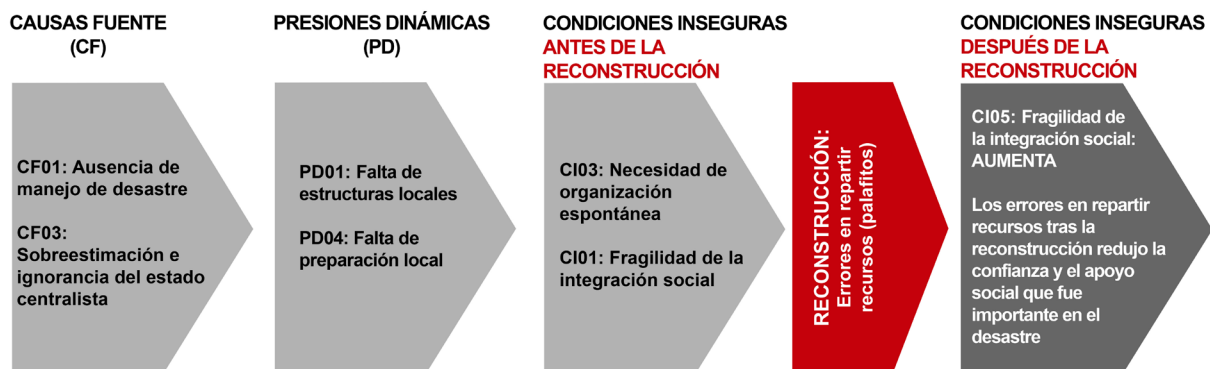 CAUSAS FUENTE
(CF)
CF01: Ausencia de
manejo de desastre
CF03:
Sobreestimación e
ignorancia del estado
centralista
PRESIONES DINÁMICAS
(PD)
PD01: Falta de
estructuras locales
PD04: Falta de
preparación local
CONDICIONES INSEGURAS
ANTES DE LA
RECONSTRUCCIÓN
CI03: Necesidad de
organización
espontánea
CI01: Fragilidad de la
integración social
RECONSTRUCCIÓN:
Errores en repartir
recursos (palafitos)
CONDICIONES INSEGURAS
DESPUÉS DE LA
RECONSTRUCCIÓN
CI05: Fragilidad de
la integración social:
AUMENTA
Los errores en repartir
recursos tras la
reconstrucción redujo la
confianza y el apoyo
social que fue
importante en el
desastre